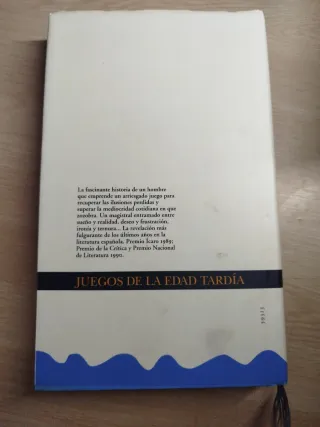 La fascinante historia de un hombre
que emprende un arriesgado juego para
recuperar las ilusiones perdidas y
superar la mediocridad cotidiana en que
zozobra. Un magistral entramado entre
sueño y realidad, deseo y frustración,
ironía y ternura... La revelación más
fulgurante de los últimos años en la
literatura española. Premio Ícaro 1989;
Premio de la Crítica y Premio Nacional
de Literatura 1990.
JUEGOS DE LA EDAD TARDÍA